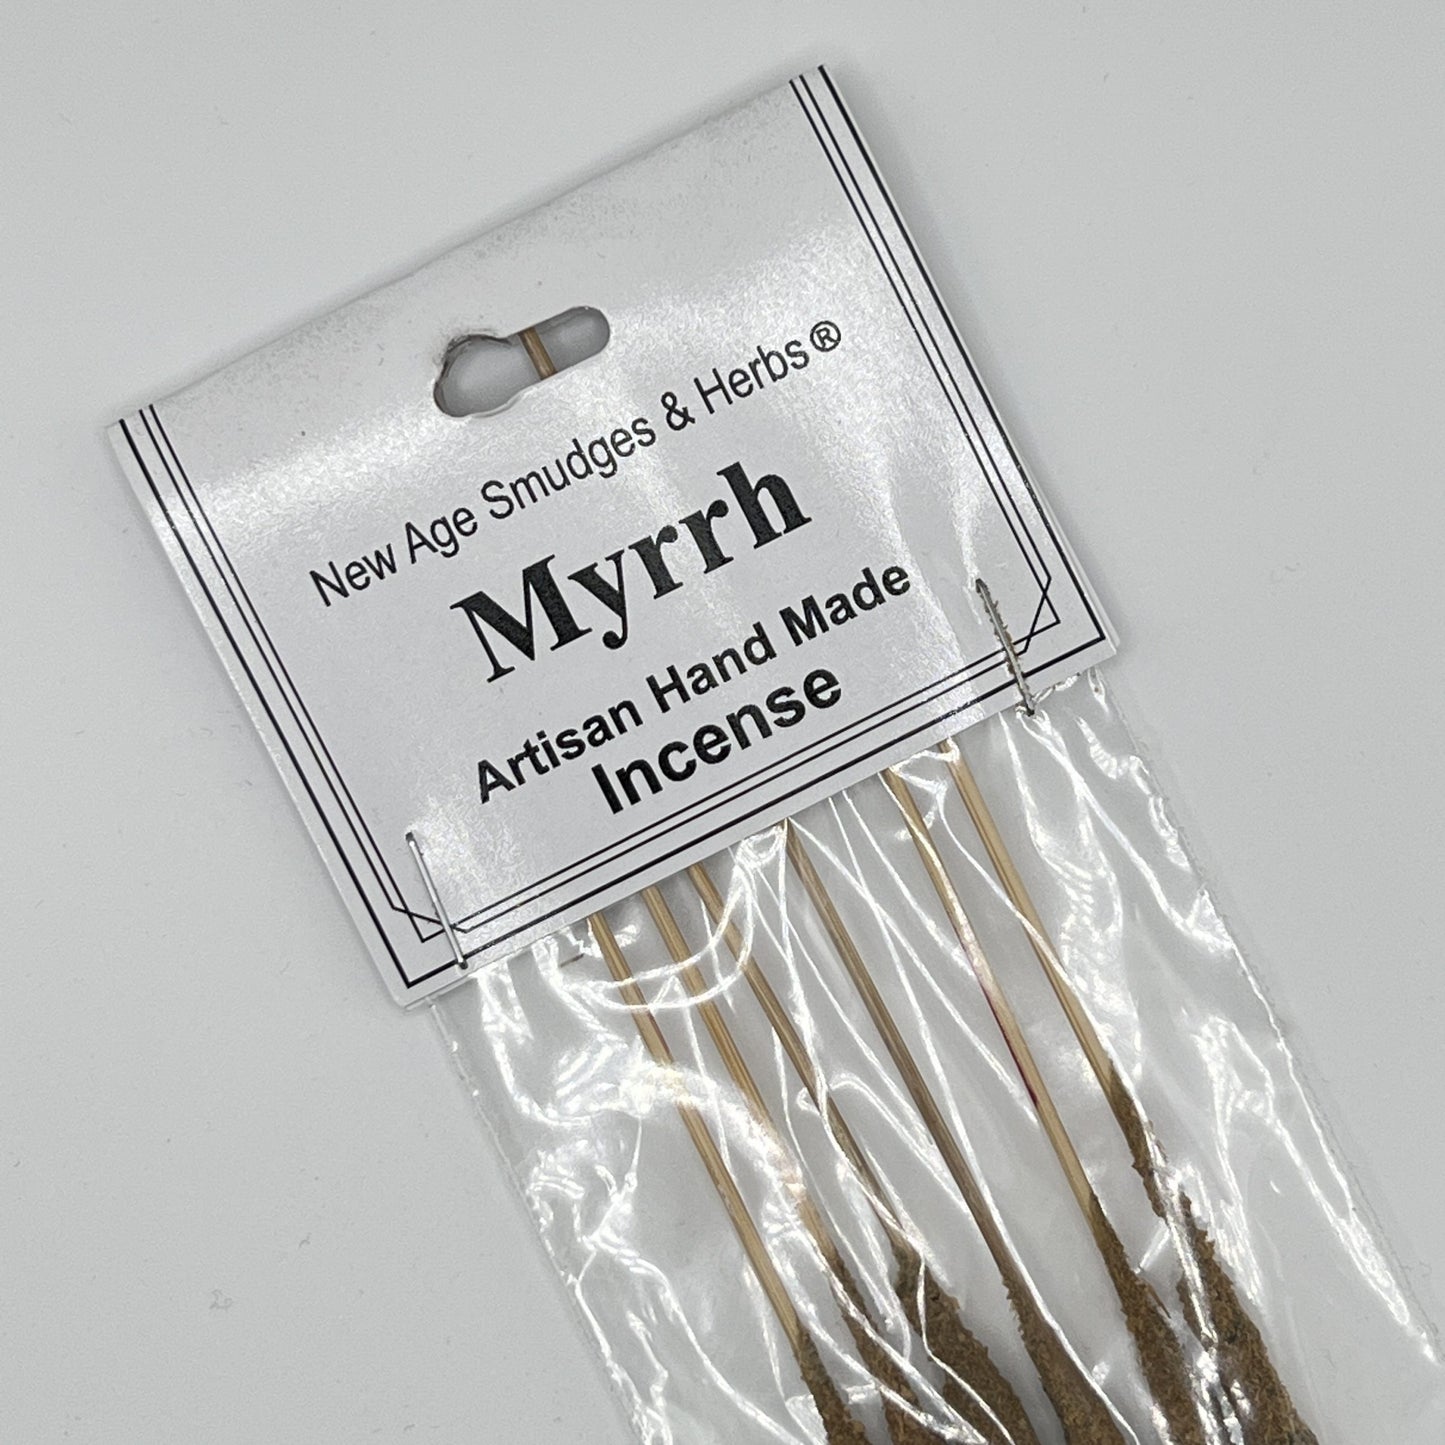 New Age Smudges & Herbs®
Myrrh
Artisan Hand Made
Incense